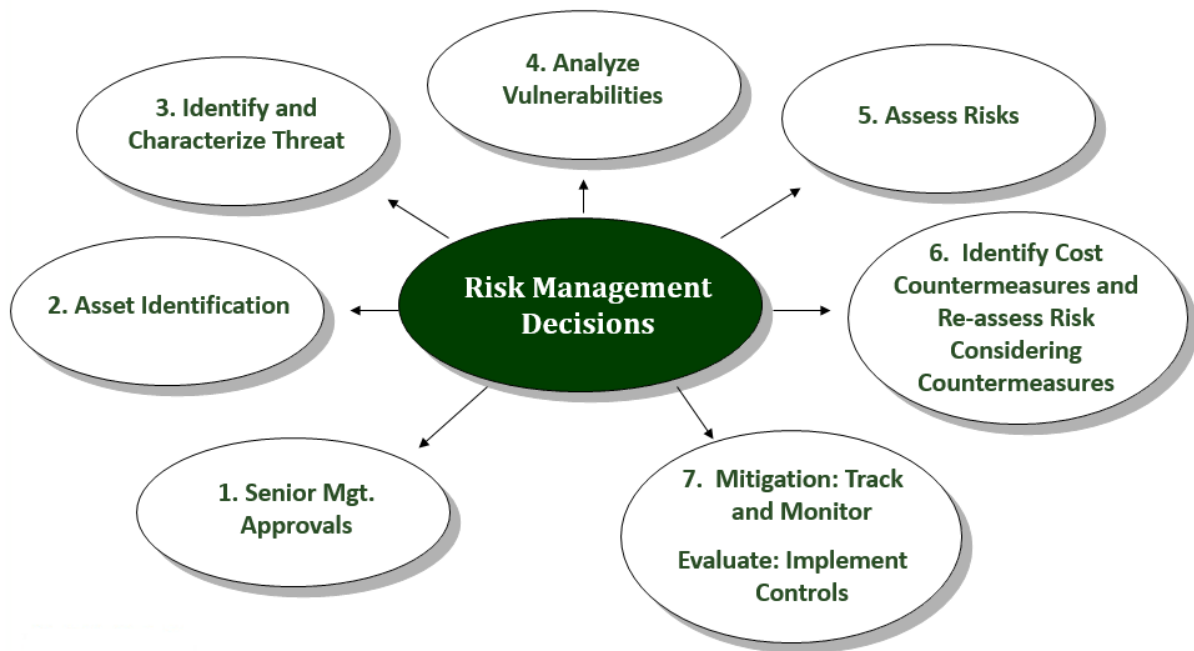 4. Analyze
Vulnerabilities
3. Identify and
Characterize Threat
5. Assess Risks
2. Asset Identification
Risk Management
Decisions
6. Identify Cost
Countermeasures and
Re-assess Risk
Considering
Countermeasures
1. Senior Mgt.
Approvals
7. Mitigation: Track
and Monitor
Evaluate: Implement
Controls